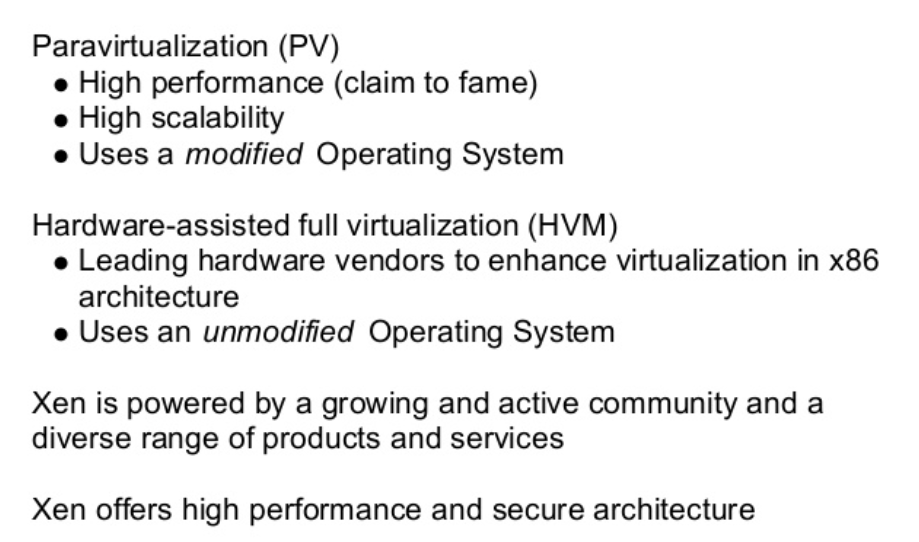 Paravirtualization (PV)
● High performance (claim to fame)
● High scalability
● Uses a modified Operating System
Hardware-assisted full virtualization (HVM)
● Leading hardware vendors to enhance virtualization in x86
architecture
● Uses an unmodified Operating System
Xen is powered by a growing and active community and a
diverse range of products and services
Xen offers high performance and secure architecture